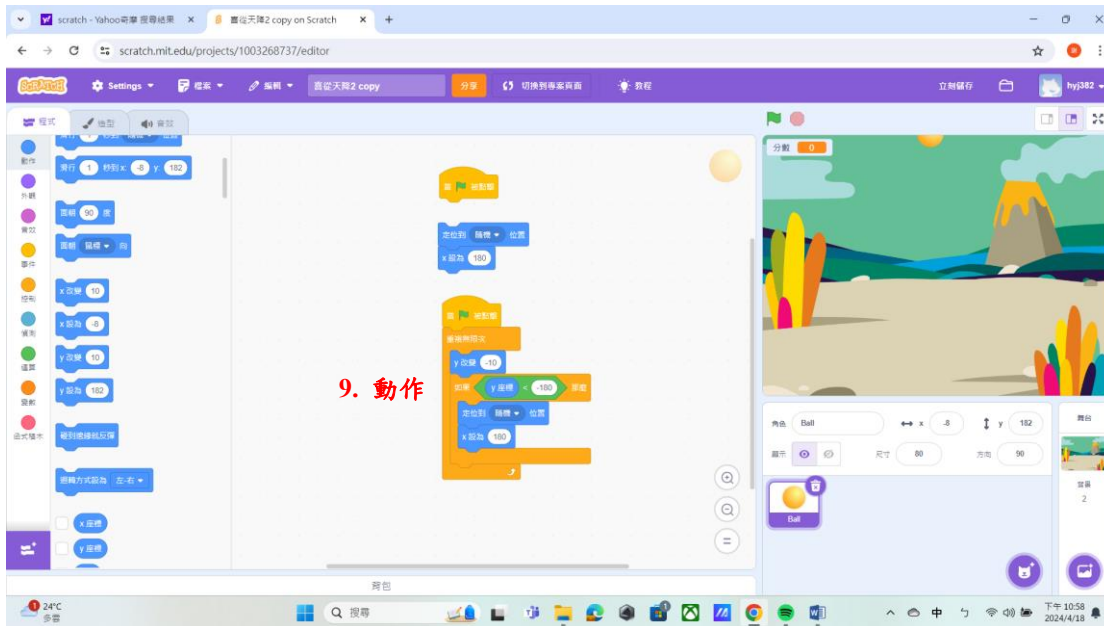 scratch - Yahoo奇摩 搜尋結果
喜從天降2 copy on Scratch
scratch.mit.edu/projects/1003268737/editor
SCRATCH Settings 檔案 編輯 喜從天降2 copy 分享 切換到專案頁面 教程 立刻儲存 hyj382
程式 造型 音效
動作
外觀
音效
事件
控制
偵測
運算
變數
函式積木
滑行 1 秒到 x: -8 y: 182
面朝 90 度
面朝 鼠標 向
x 改變 10
x 設為 -8
y 改變 10
y 設為 182
碰到邊緣就反彈
迴轉方式設為 左-右
x 座標
y 座標
當 被點擊
定位到 隨機 位置
x 設為 180
當 被點擊
重複無限次
y 改變 -10
如果 y 座標 < -180 那麼
定位到 隨機 位置
x 設為 180
9. 動作
背包
分數 0
角色 Ball x -8 y 182
顯示 尺寸 80 方向 90
Ball
舞台
背景
2
1
24°C
多雲
搜尋
中
下午 10:58
2024/4/18